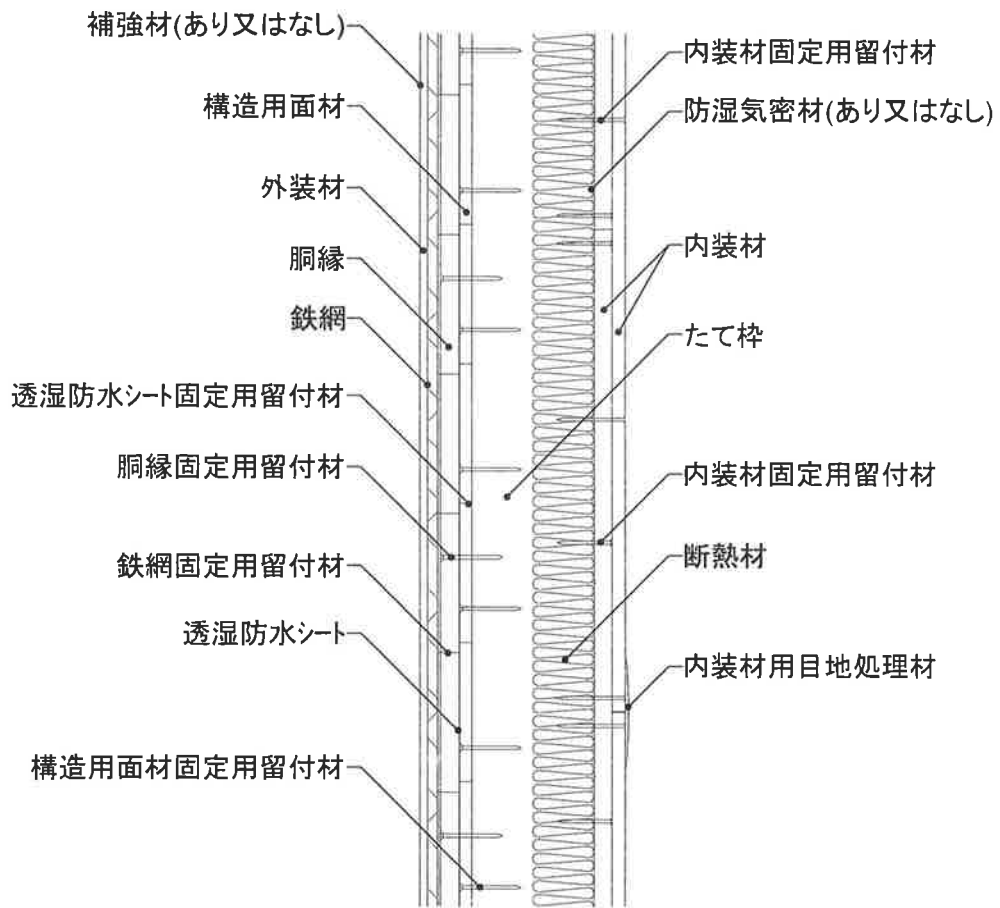 補強材(あり又はなし)
構造用面材
外装材
胴縁
鉄網
透湿防水シート固定用留付材
胴縁固定用留付材
鉄網固定用留付材
透湿防水シート
構造用面材固定用留付材
内装材固定用留付材
防湿気密材(あり又はなし)
内装材
たて枠
内装材固定用留付材
断熱材
内装材用目地処理材